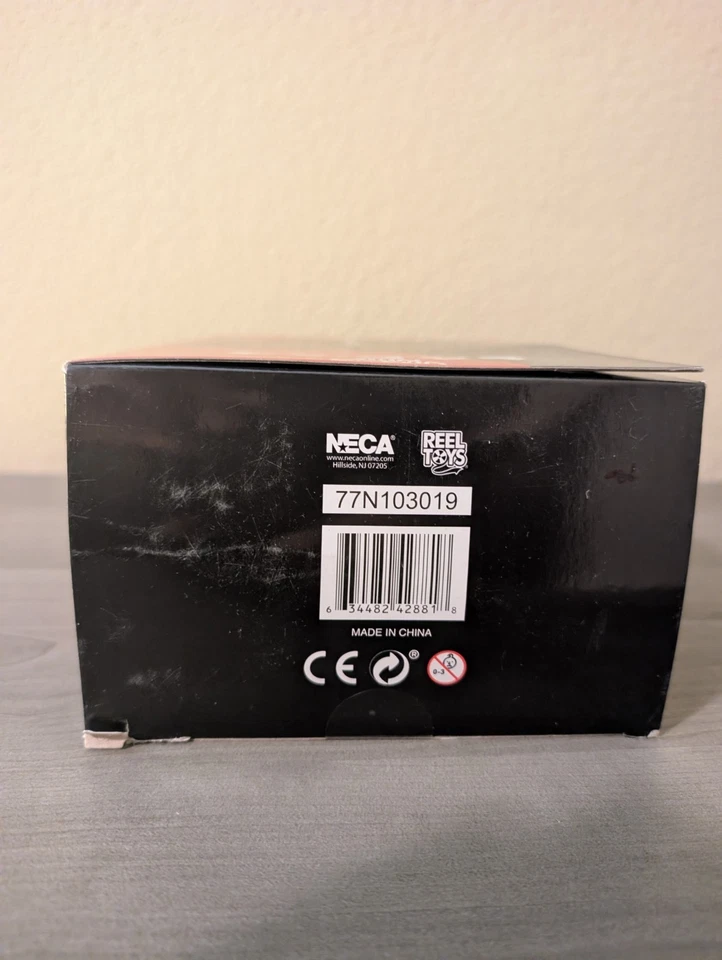 NECA®
www.necaonline.com
Hillside, NJ 07205
REEL
TOYS
77N103019
6 34482 42881 8
MADE IN CHINA
CE ®
0-3